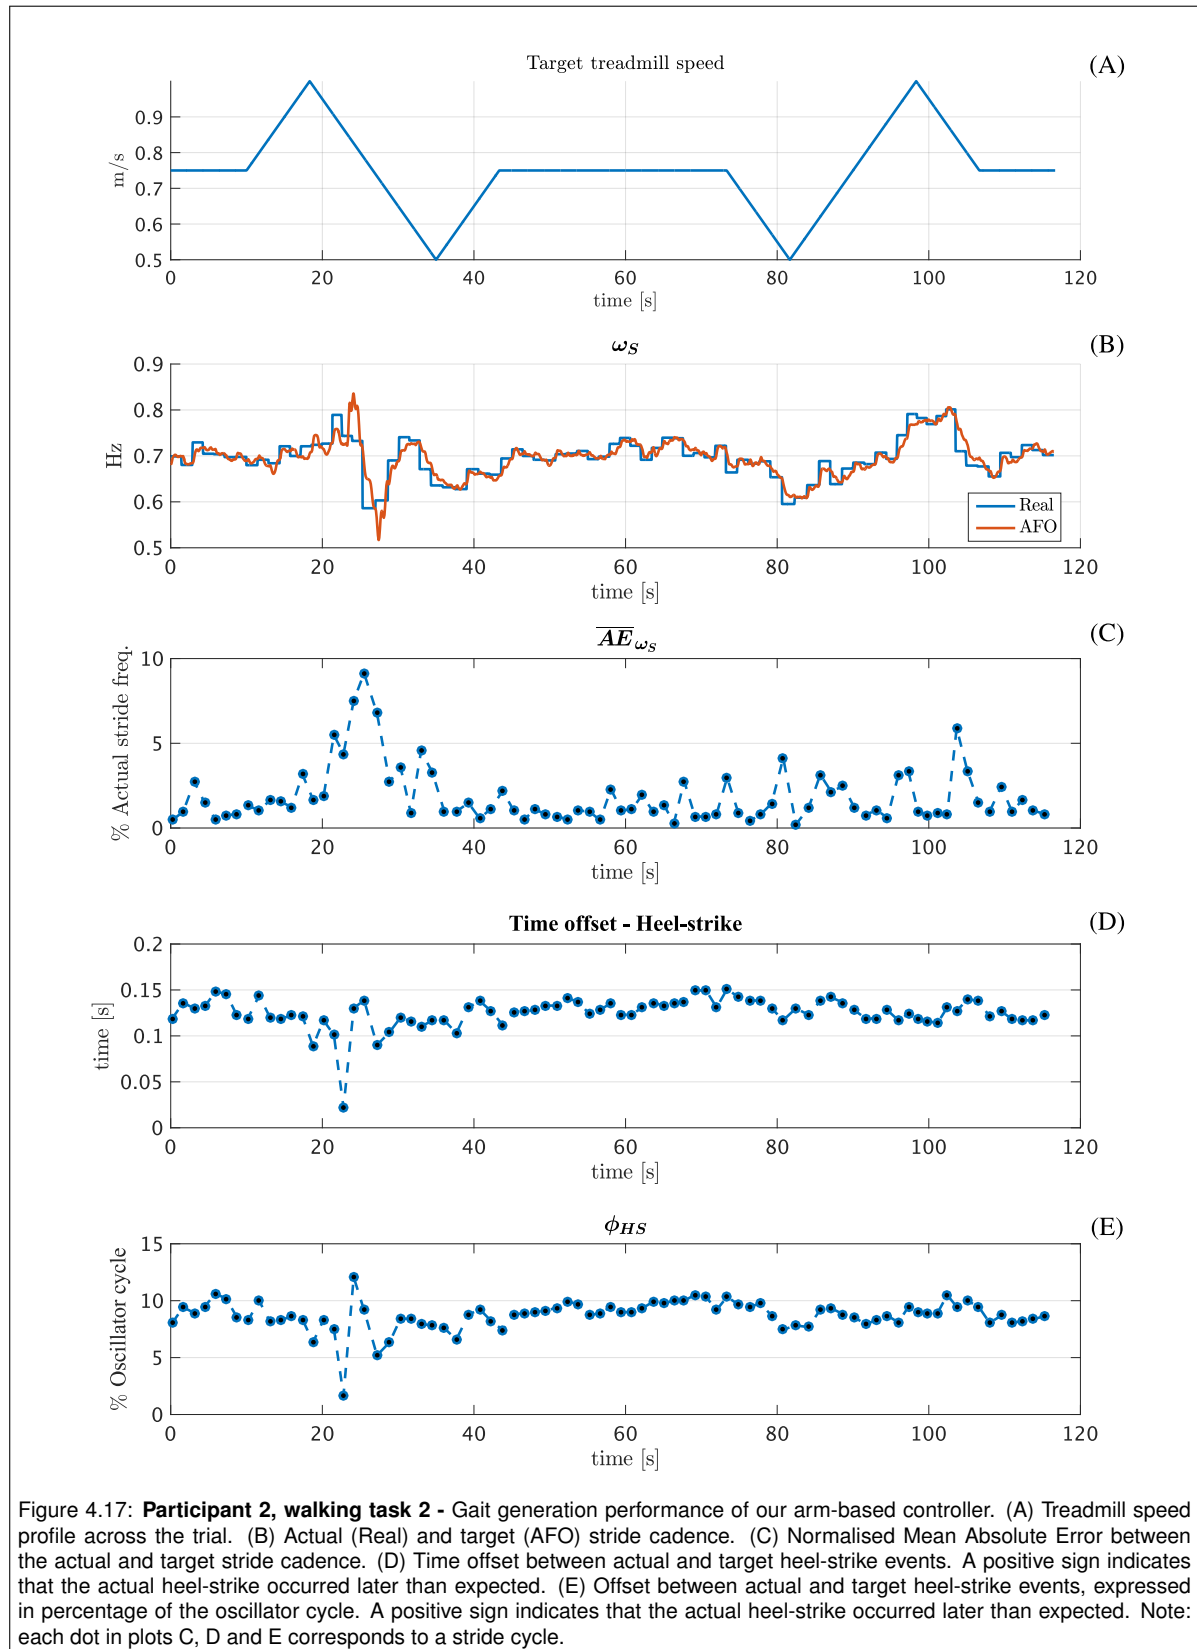 Target treadmill speed
(A)
0.9
0.8
0.7
0.6
0.5
m/s
0 20 40 60 80 100 120
time [s]
ωS
(B)
0.9
0.8
0.7
0.6
0.5
Hz
Real
AFO
0 20 40 60 80 100 120
time [s]
AEωS
(C)
10
5
0
% Actual stride freq.
0 20 40 60 80 100 120
time [s]
Time offset - Heel-strike
(D)
0.2
0.15
0.1
0.05
0
time [s]
0 20 40 60 80 100 120
time [s]
ϕHS
(E)
15
10
5
0
% Oscillator cycle
0 20 40 60 80 100 120
time [s]
Figure 4.17: Participant 2, walking task 2 - Gait generation performance of our arm-based controller. (A) Treadmill speed
profile across the trial. (B) Actual (Real) and target (AFO) stride cadence. (C) Normalised Mean Absolute Error between
the actual and target stride cadence. (D) Time offset between actual and target heel-strike events. A positive sign indicates
that the actual heel-strike occurred later than expected. (E) Offset between actual and target heel-strike events, expressed
in percentage of the oscillator cycle. A positive sign indicates that the actual heel-strike occurred later than expected. Note:
each dot in plots C, D and E corresponds to a stride cycle.